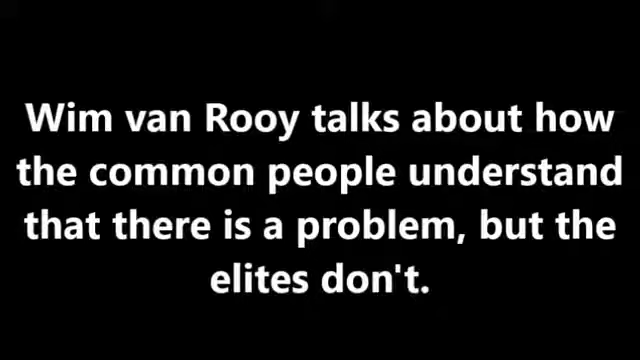 Wim van Rooy talks about how
the common people understand
that there is a problem, but the
elites don't.